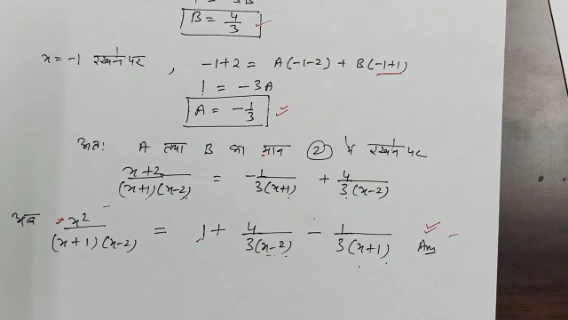 B = 4/3
x = -1 रखने पर , -1+2 = A(-1-2) + B(-1+1)
1 = -3A
A = -1/3
अतः A तथा B का मान (2) में रखने पर
x+2/(x+1)(x-2) = -1/3(x+1) + 4/3(x-2)
अब x²/(x+1)(x-2) = 1 + 4/3(x-2) - 1/3(x+1) Ans